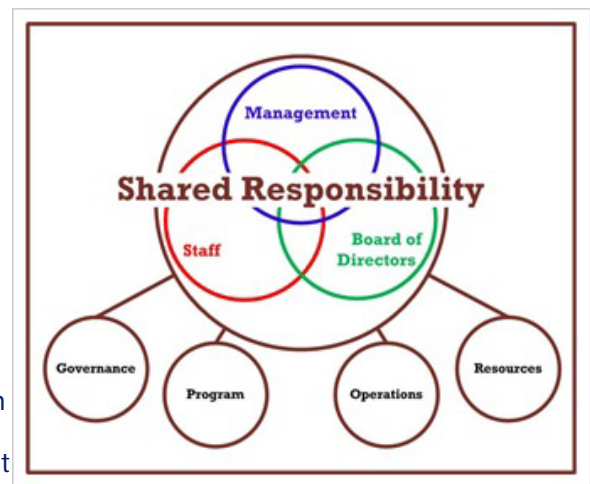 Management
Shared Responsibility
Staff
Board of
Directors
Governance
Program
Operations
Resources